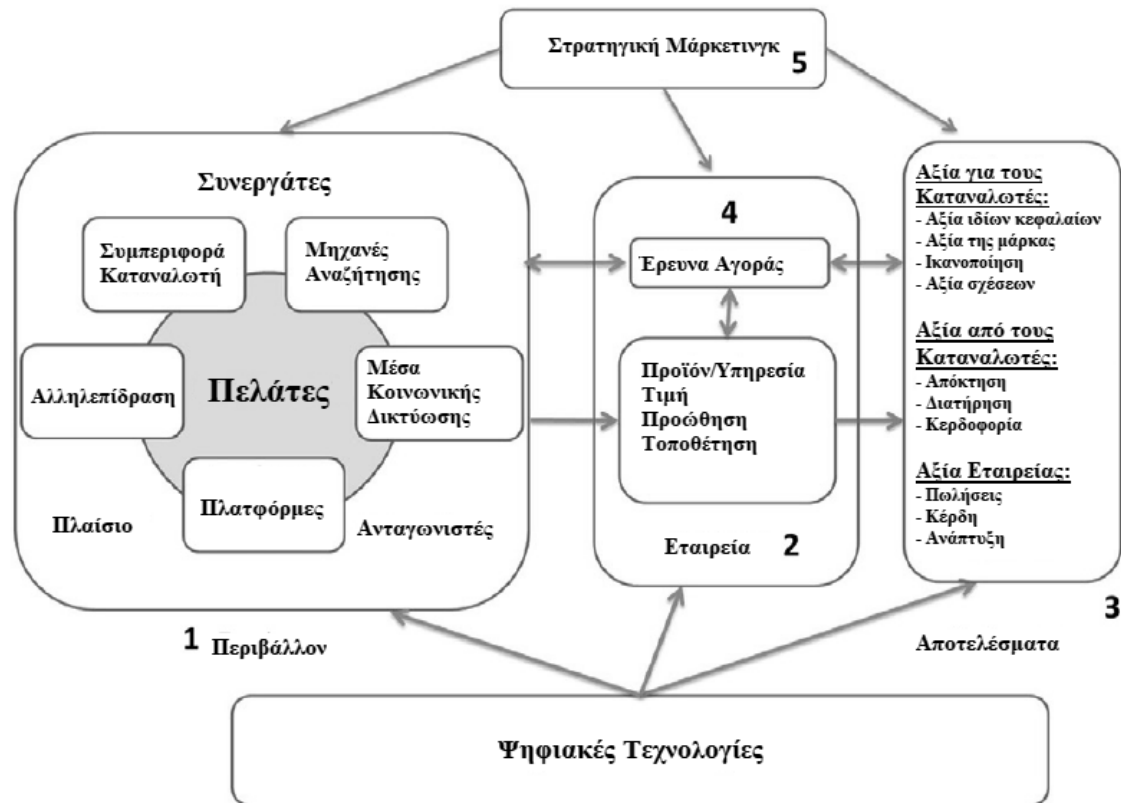 Στρατηγική Μάρκετινγκ
5
Συνεργάτες
Συμπεριφορά
Καταναλωτή
Μηχανές
Αναζήτησης
Αλληλεπίδραση
Πελάτες
Μέσα
Κοινωνικής
Δικτύωσης
Πλατφόρμες
Πλαίσιο
Ανταγωνιστές
1 Περιβάλλον
4
Έρευνα Αγοράς
Προϊόν/Υπηρεσία
Τιμή
Προώθηση
Τοποθέτηση
Εταιρεία 2
Αξία για τους
Καταναλωτές:
- Αξία ιδίων κεφαλαίων
- Αξία της μάρκας
- Ικανοποίηση
- Αξία σχέσεων
Αξία από τους
Καταναλωτές:
- Απόκτηση
- Διατήρηση
- Κερδοφορία
Αξία Εταιρείας:
- Πωλήσεις
- Κέρδη
- Ανάπτυξη
3
Αποτελέσματα
Ψηφιακές Τεχνολογίες